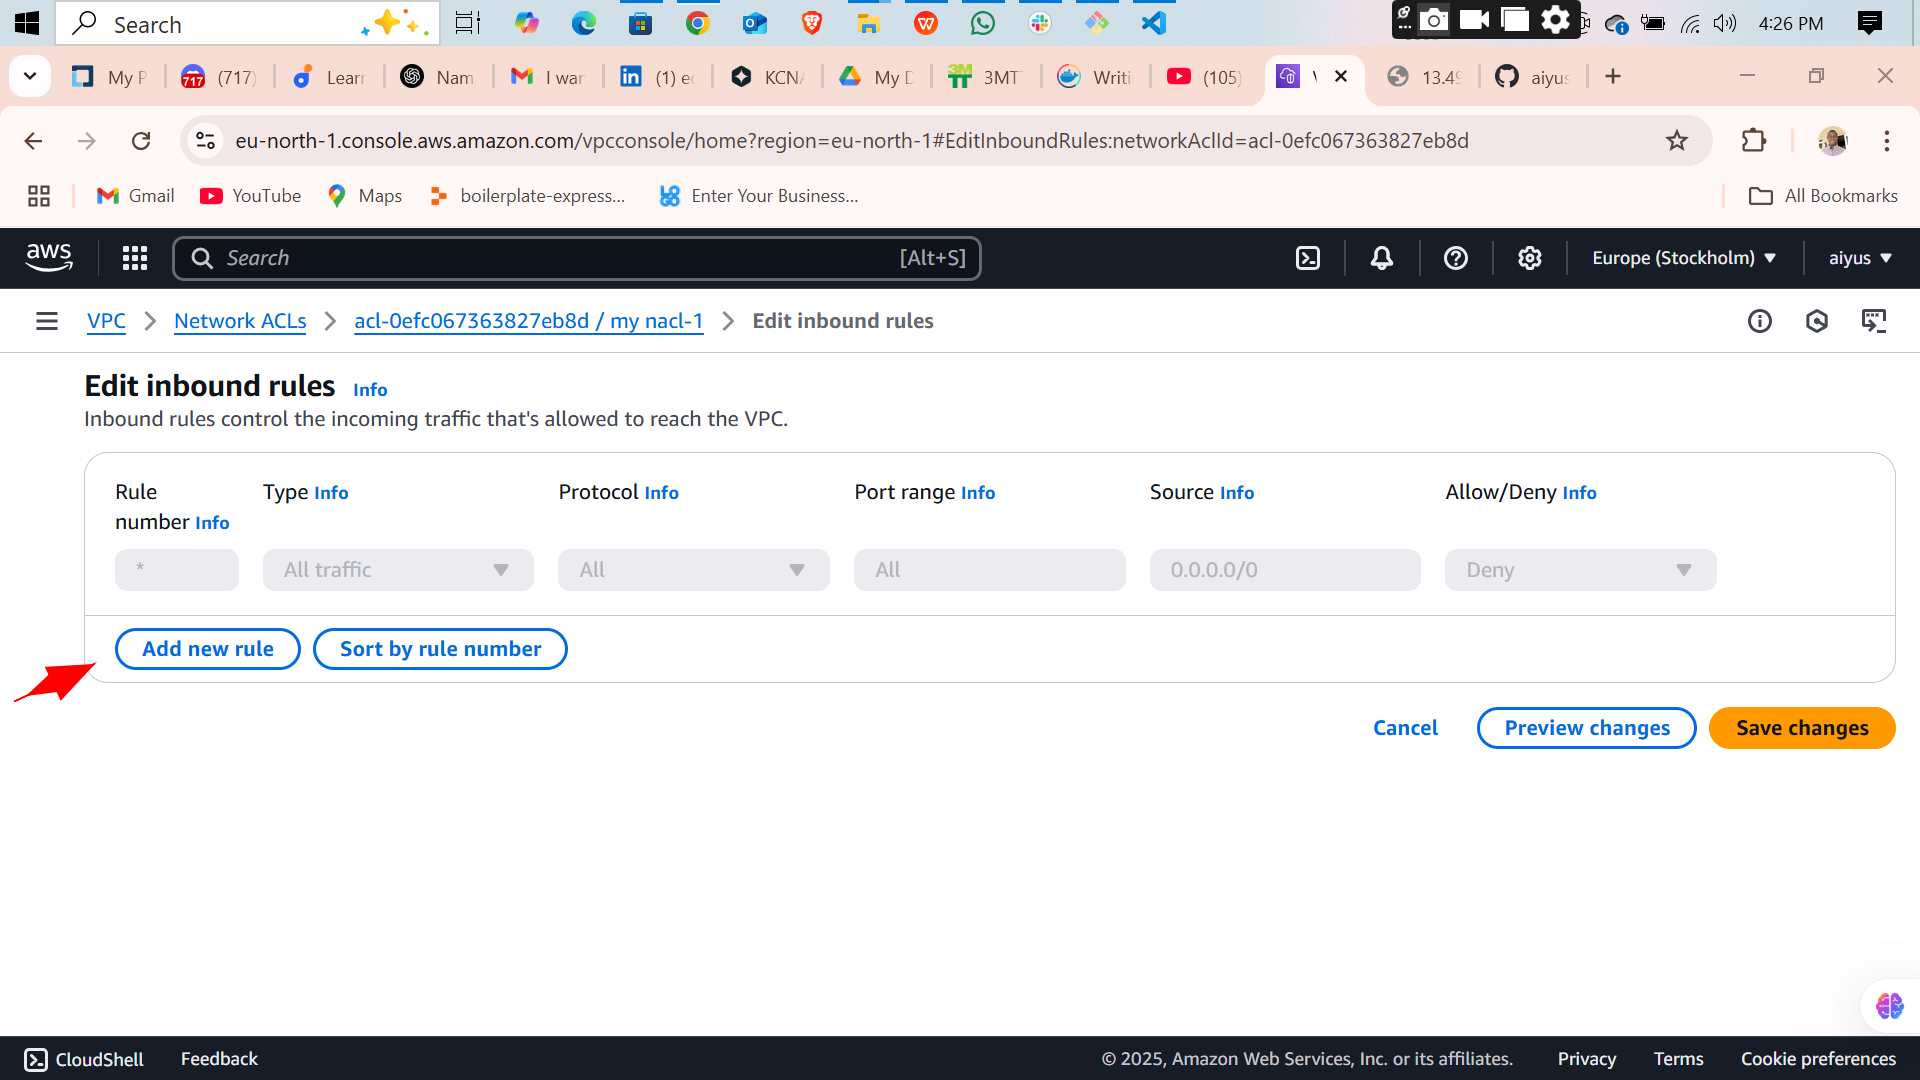 Search
4:26 PM
My P
(717)
Learn
Nam
I war
(1) ec
KCNA
My D
3MT
Writi
(105)
13.49
aiyus
eu-north-1.console.aws.amazon.com/vpcconsole/home?region=eu-north-1#EditInboundRules:networkAclId=acl-0efc067363827eb8d
Gmail
YouTube
Maps
boilerplate-express...
Enter Your Business...
All Bookmarks
aws
Search
[Alt+S]
Europe (Stockholm)
aiyus
VPC
Network ACLs
acl-0efc067363827eb8d / my nacl-1
Edit inbound rules
Edit inbound rules Info
Inbound rules control the incoming traffic that's allowed to reach the VPC.
Rule number Info
Type Info
Protocol Info
Port range Info
Source Info
Allow/Deny Info
*
All traffic
All
All
0.0.0.0/0
Deny
Add new rule
Sort by rule number
Cancel
Preview changes
Save changes
CloudShell
Feedback
© 2025, Amazon Web Services, Inc. or its affiliates.
Privacy
Terms
Cookie preferences